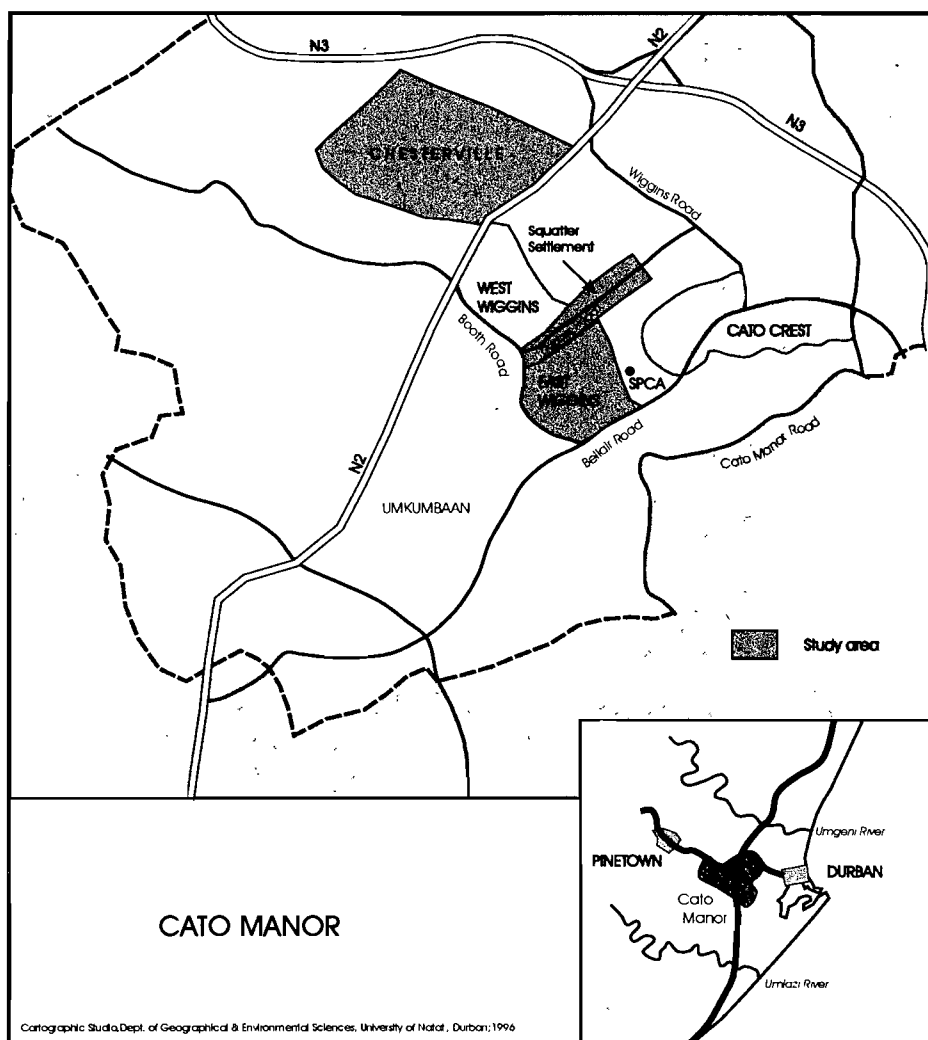 N3
N2
N3
CHESTERVILLE
Wiggins Road
Squatter
Settlement
WEST
WIGGINS
Booth Road
CATO CREST
EAST
WIGGINS
SPCA
Bellair Road
Cato Manor Road
N2
UMKUMBAAN
Study area
Umgeni River
PINETOWN
DURBAN
Cato
Manor
Umlazi River
CATO MANOR
Cartographic Studio, Dept. of Geographical & Environmental Sciences, University of Natal, Durban; 1996